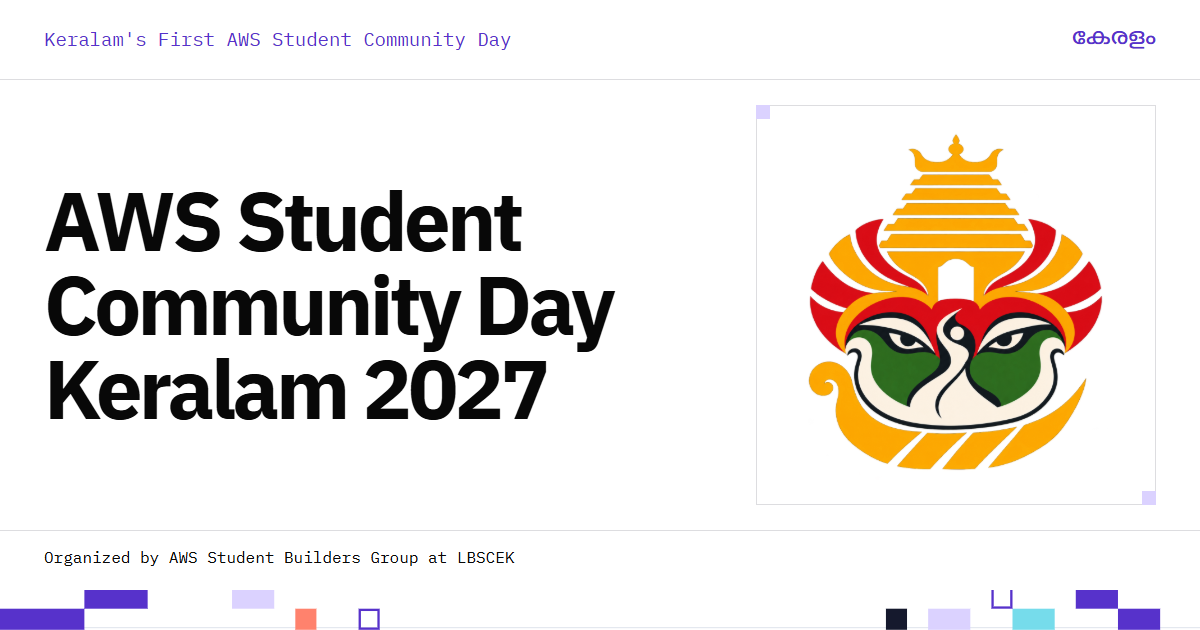 Keralam's First AWS Student Community Day
കേരളം
AWS Student
Community Day
Keralam 2027
Organized by AWS Student Builders Group at LBSCEK